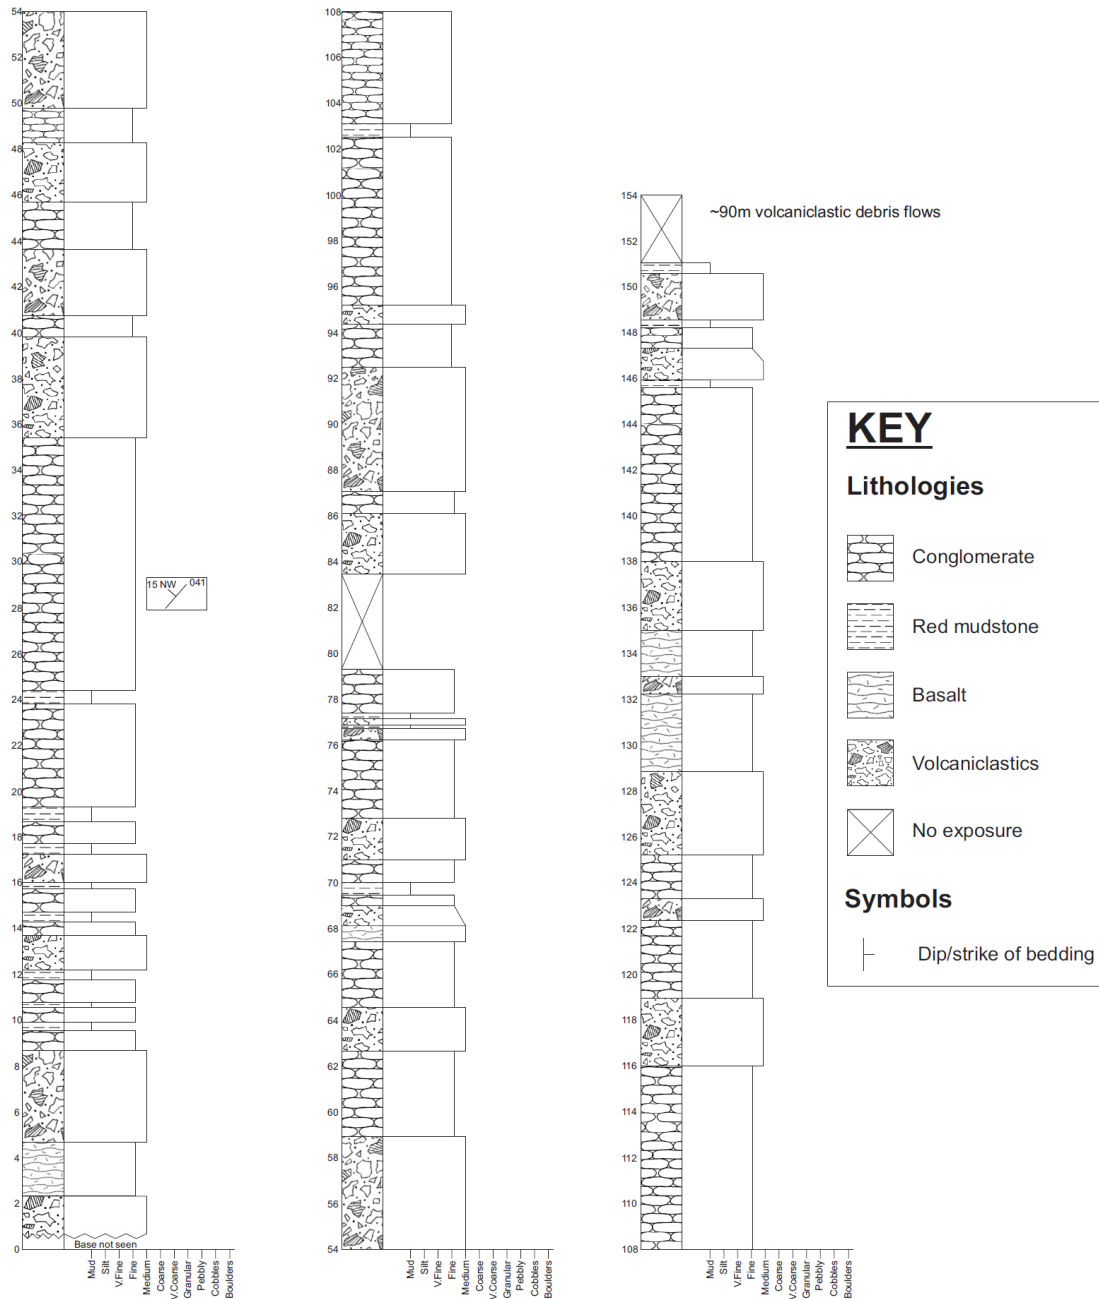 54
52
50
48
46
44
42
40
38
36
34
32
30
28
26
24
22
20
18
16
14
12
10
8
6
4
2
0
15 NW
041
Base not seen
Mud
Silt
V.Fine
Fine
Medium
Coarse
V.Coarse
Granular
Pebbly
Cobbles
Boulders
108
106
104
102
100
98
96
94
92
90
88
86
84
82
80
78
76
74
72
70
68
66
64
62
60
58
56
54
Mud
Silt
V.Fine
Fine
Medium
Coarse
V.Coarse
Granular
Pebbly
Cobbles
Boulders
154
152
150
148
146
144
142
140
138
136
134
132
130
128
126
124
122
120
118
116
114
112
110
108
~90m volcaniclastic debris flows
Mud
Silt
V.Fine
Fine
Medium
Coarse
V.Coarse
Granular
Pebbly
Cobbles
Boulders
KEY
Lithologies
Conglomerate
Red mudstone
Basalt
Volcaniclastics
No exposure
Symbols
Dip/strike of bedding